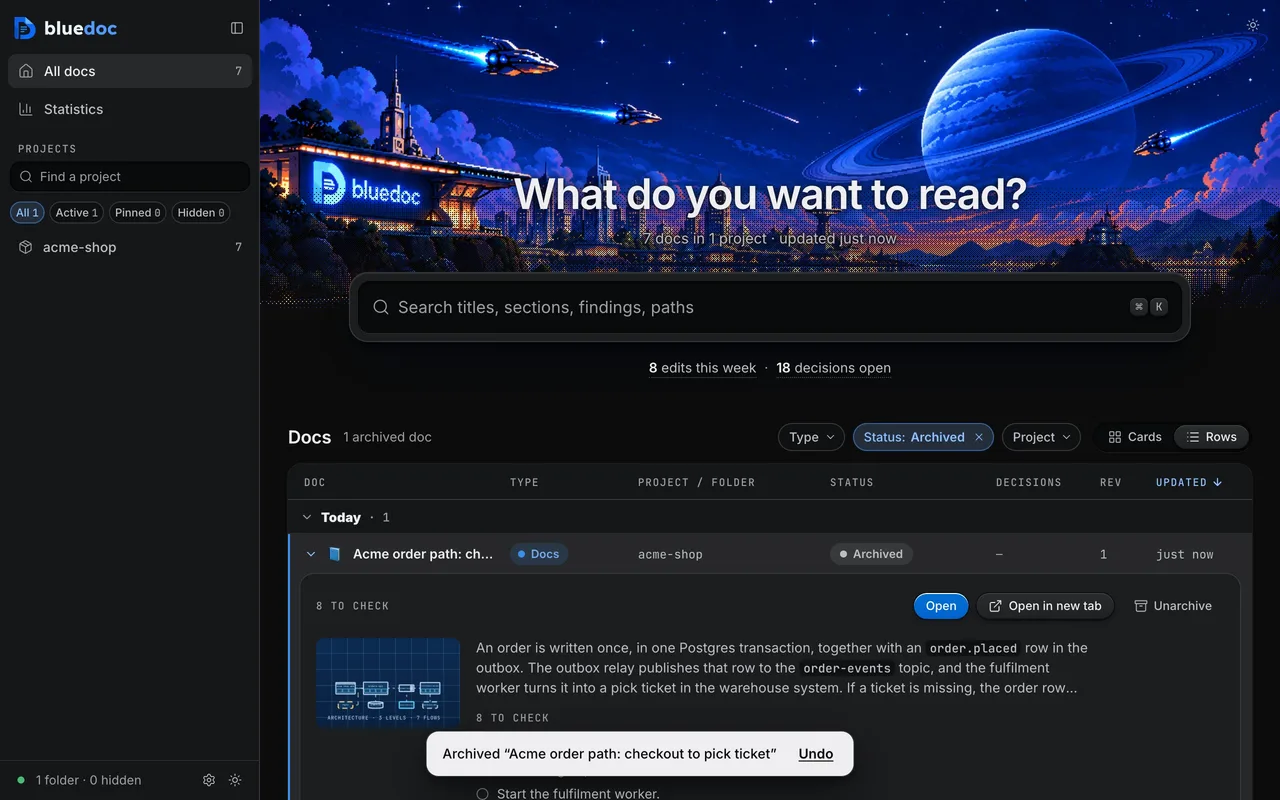 bluedoc
All docs 7
Statistics
PROJECTS
Find a project
All 1 Active 1 Pinned 0 Hidden 0
acme-shop 7
1 folder · 0 hidden
bluedoc
What do you want to read?
7 docs in 1 project · updated just now
Search titles, sections, findings, paths ⌘ K
8 edits this week · 18 decisions open
Docs 1 archived doc Type Status: Archived × Project Cards Rows
DOC TYPE PROJECT / FOLDER STATUS DECISIONS REV UPDATED ↓
Today · 1
Acme order path: ch… Docs acme-shop Archived – 1 just now
8 TO CHECK Open Open in new tab Unarchive
An order is written once, in one Postgres transaction, together with an order.placed row in the
outbox. The outbox relay publishes that row to the order-events topic, and the fulfilment
worker turns it into a pick ticket in the warehouse system. If a ticket is missing, the order row…
ARCHITECTURE · 3 LEVELS · 7 FLOWS
8 TO CHECK
Archived “Acme order path: checkout to pick ticket” Undo
Start the fulfilment worker.